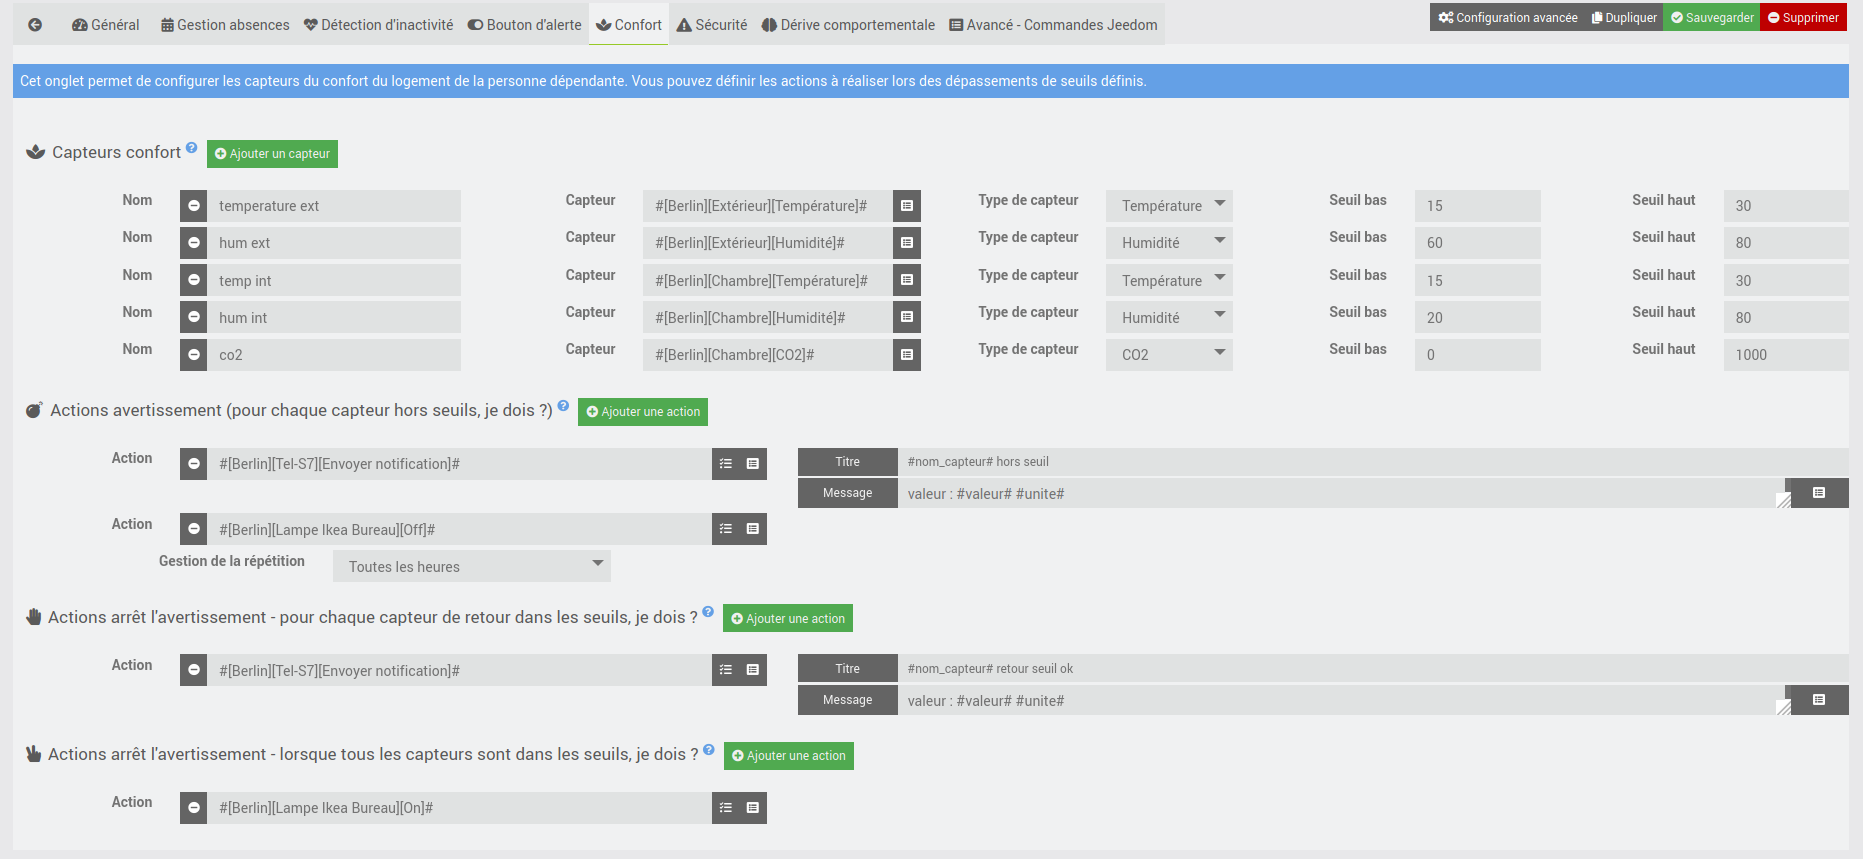 Général Gestion absences Détection d'inactivité Bouton d'alerte Confort Sécurité Dérive comportementale Avancé - Commandes Jeedom Configuration avancée Dupliquer Sauvegarder Supprimer
Cet onglet permet de configurer les capteurs du confort du logement de la personne dépendante. Vous pouvez définir les actions à réaliser lors des dépassements de seuils définis.
Capteurs confort ? Ajouter un capteur
Nom temperature ext Capteur #[Berlin][Extérieur][Température]# Type de capteur Température Seuil bas 15 Seuil haut 30
Nom hum ext Capteur #[Berlin][Extérieur][Humidité]# Type de capteur Humidité Seuil bas 60 Seuil haut 80
Nom temp int Capteur #[Berlin][Chambre][Température]# Type de capteur Température Seuil bas 15 Seuil haut 30
Nom hum int Capteur #[Berlin][Chambre][Humidité]# Type de capteur Humidité Seuil bas 20 Seuil haut 80
Nom co2 Capteur #[Berlin][Chambre][CO2]# Type de capteur CO2 Seuil bas 0 Seuil haut 1000
Actions avertissement (pour chaque capteur hors seuils, je dois ?) ? Ajouter une action
Action #[Berlin][Tel-S7][Envoyer notification]# Titre #nom_capteur# hors seuil
Message valeur : #valeur# #unite#
Action #[Berlin][Lampe Ikea Bureau][Off]#
Gestion de la répétition Toutes les heures
Actions arrêt l'avertissement - pour chaque capteur de retour dans les seuils, je dois ? ? Ajouter une action
Action #[Berlin][Tel-S7][Envoyer notification]# Titre #nom_capteur# retour seuil ok
Message valeur : #valeur# #unite#
Actions arrêt l'avertissement - lorsque tous les capteurs sont dans les seuils, je dois ? ? Ajouter une action
Action #[Berlin][Lampe Ikea Bureau][On]#